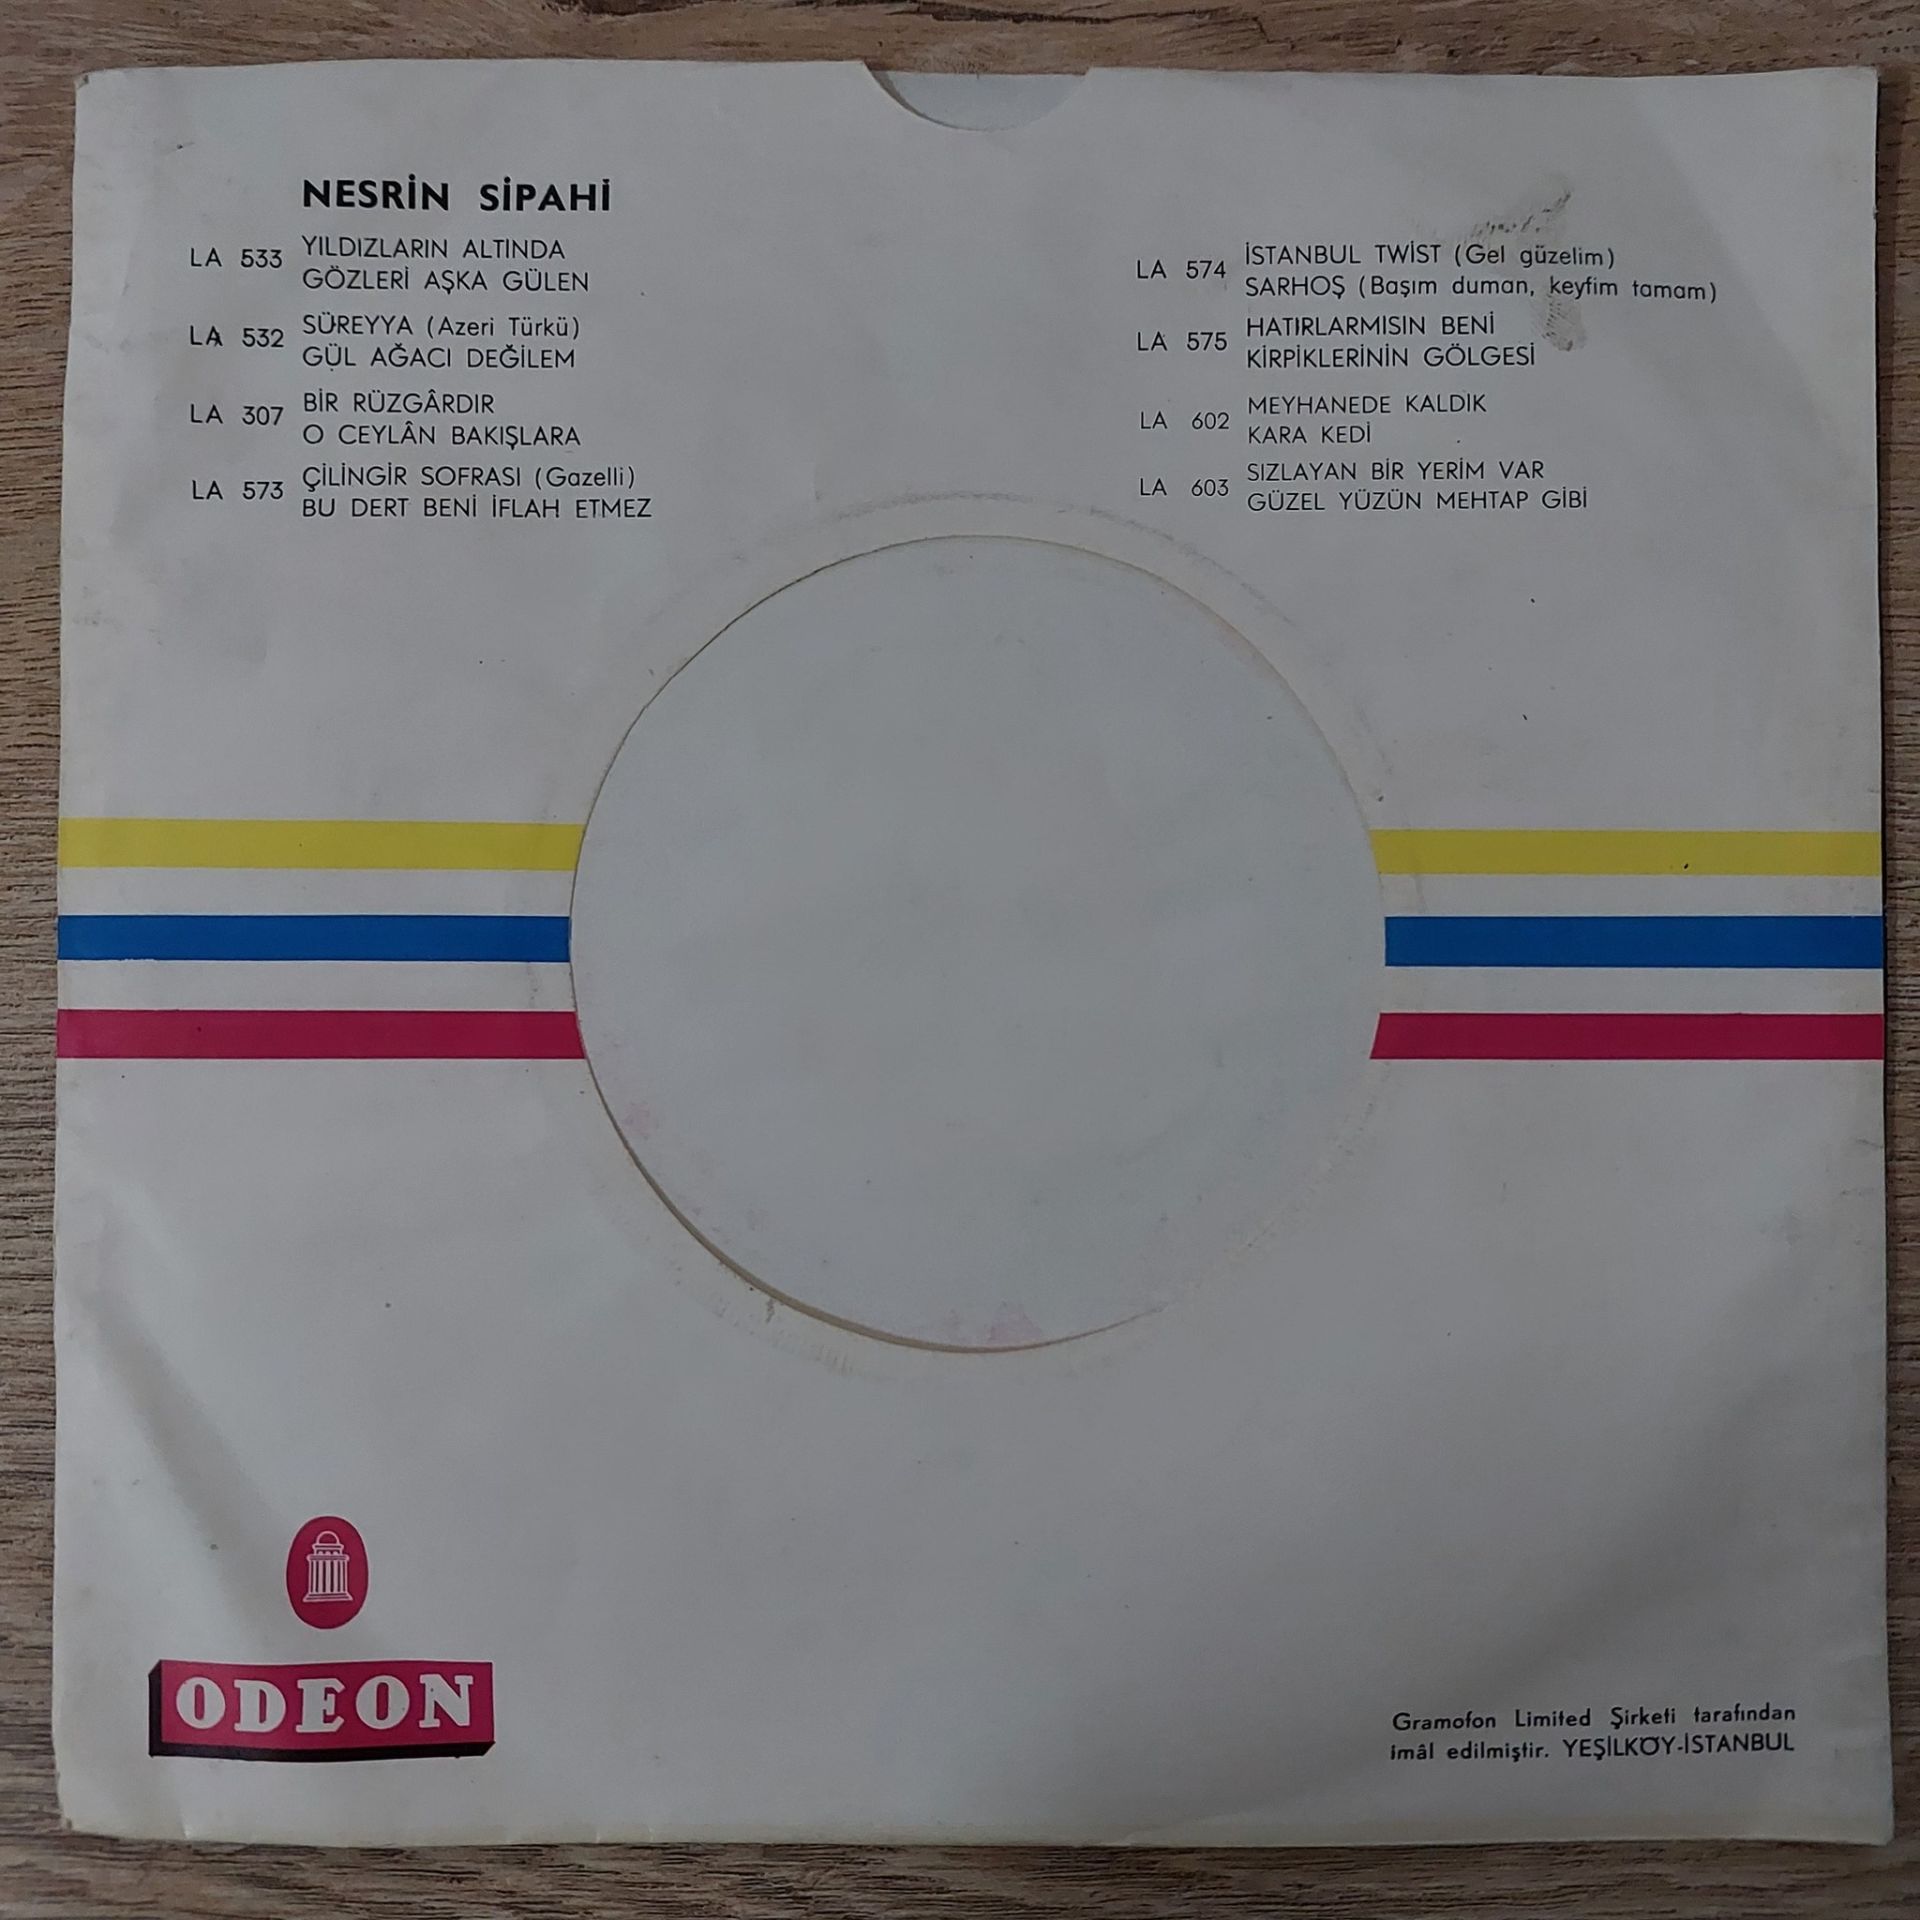 NESRİN SİPAHİ
LA 533 YILDIZLARIN ALTINDA
GÖZLERİ AŞKA GÜLEN
LA 532 SÜREYYA (Azeri Türkü)
GÜL AĞACI DEĞİLEM
LA 307 BİR RÜZGÂRDIR
O CEYLÂN BAKIŞLARA
LA 573 ÇİLİNGİR SOFRASI (Gazelli)
BU DERT BENİ İFLAH ETMEZ
LA 574 İSTANBUL TWİST (Gel güzelim)
SARHOŞ (Başım duman, keyfim tamam)
LA 575 HATIRLARMISIN BENİ
KİRPİKLERİNİN GÖLGESİ
LA 602 MEYHANEDE KALDIK
KARA KEDİ
LA 603 SIZLAYAN BİR YERİM VAR
GÜZEL YÜZÜN MEHTAP GİBİ
ODEON
Gramofon Limited Şirketi tarafından
imâl edilmiştir. YEŞİLKÖY-İSTANBUL